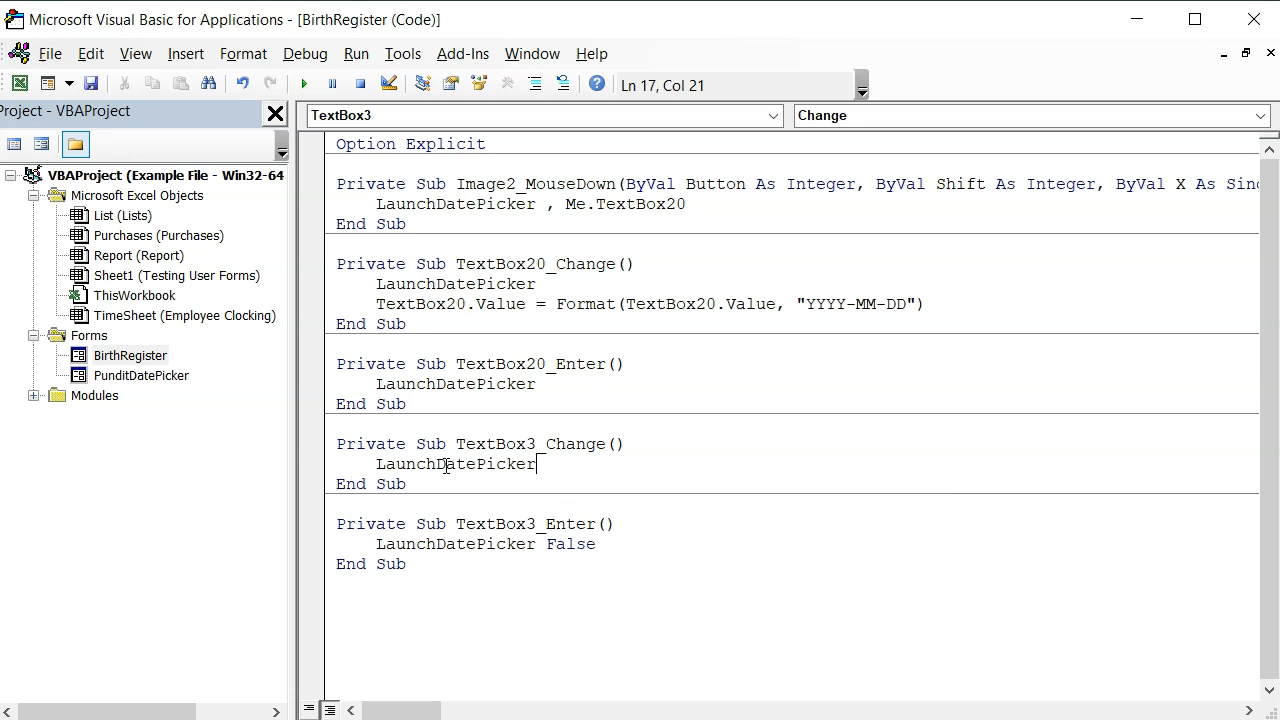 Microsoft Visual Basic for Applications - [BirthRegister (Code)]
File Edit View Insert Format Debug Run Tools Add-Ins Window Help
Ln 17, Col 21
Project - VBAProject
TextBox3 Change
VBAProject (Example File - Win32-64
Microsoft Excel Objects
List (Lists)
Purchases (Purchases)
Report (Report)
Sheet1 (Testing User Forms)
ThisWorkbook
TimeSheet (Employee Clocking)
Forms
BirthRegister
PunditDatePicker
Modules
Option Explicit
Private Sub Image2_MouseDown(ByVal Button As Integer, ByVal Shift As Integer, ByVal X As Sing
LaunchDatePicker , Me.TextBox20
End Sub
Private Sub TextBox20_Change()
LaunchDatePicker
TextBox20.Value = Format(TextBox20.Value, "YYYY-MM-DD")
End Sub
Private Sub TextBox20_Enter()
LaunchDatePicker
End Sub
Private Sub TextBox3_Change()
LaunchDatePicker
End Sub
Private Sub TextBox3_Enter()
LaunchDatePicker False
End Sub